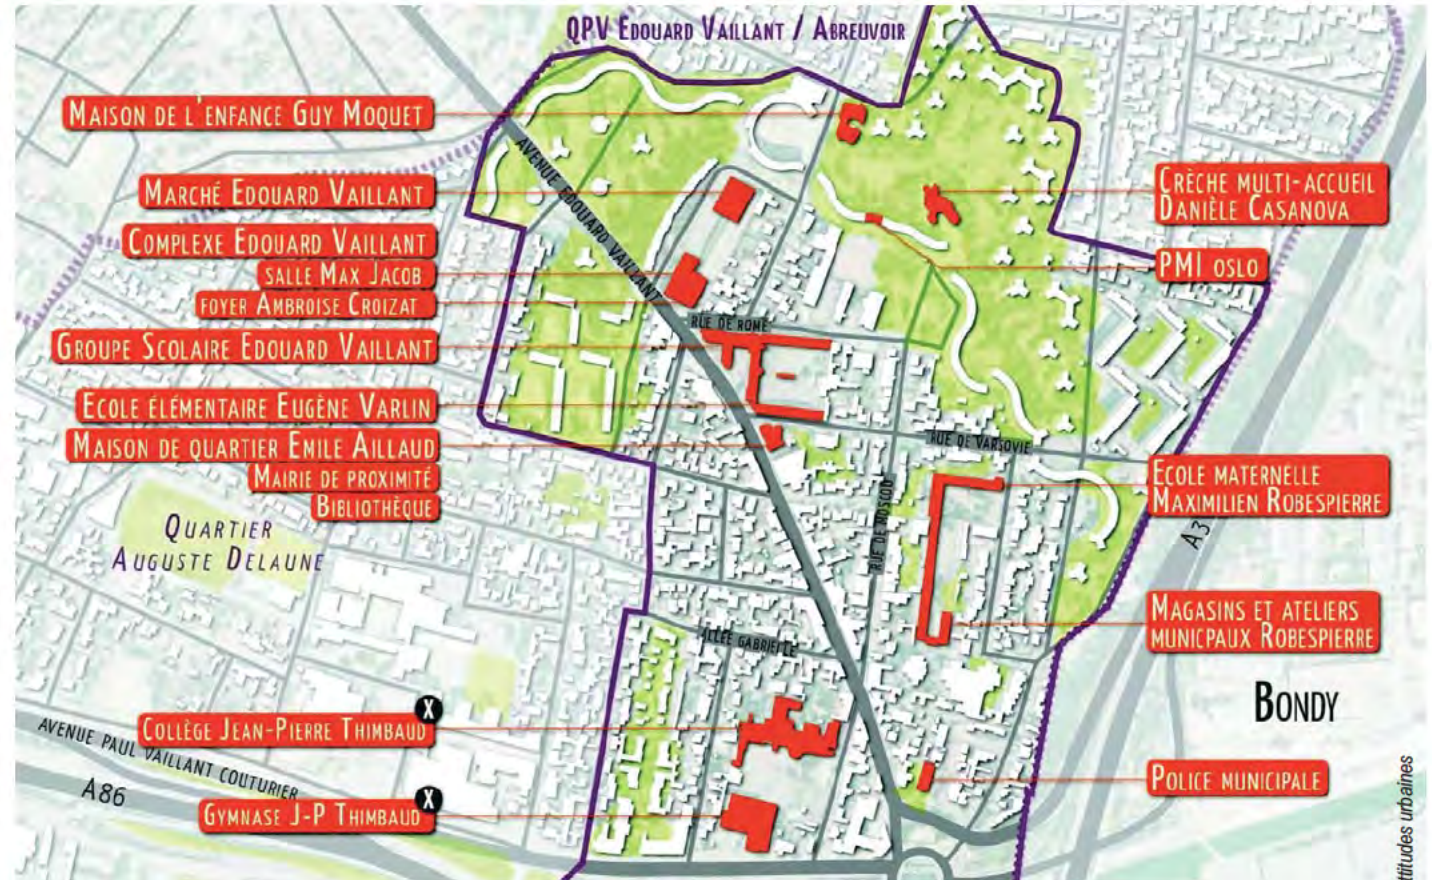 QPV EDOUARD VAILLANT / ABREUVOIR
MAISON DE L'ENFANCE GUY MOQUET
MARCHÉ EDOUARD VAILLANT
COMPLEXE EDOUARD VAILLANT
SALLE MAX JACOB
FOYER AMBROISE CROIZAT
GROUPE SCOLAIRE EDOUARD VAILLANT
ECOLE ÉLÉMENTAIRE EUGÈNE VARLIN
MAISON DE QUARTIER EMILE AILLAUD
MAIRIE DE PROXIMITÉ
BIBLIOTHÈQUE
QUARTIER
AUGUSTE DELAUNE
COLLÈGE JEAN-PIERRE THIMBAUD
X
AVENUE PAUL VAILLANT COUTURIER
A86
GYMNASE J-P THIMBAUD
X
AVENUE EDOUARD VAILLANT
RUE DE ROME
RUE DE VARSOVIE
RUE DE MOSCOU
ALLÉE GABRIELLE
CRÈCHE MULTI-ACCUEIL
DANIÈLE CASANOVA
PMI OSLO
ECOLE MATERNELLE
MAXIMILIEN ROBESPIERRE
A3
MAGASINS ET ATELIERS
MUNICPAUX ROBESPIERRE
BONDY
POLICE MUNICIPALE
urbaines